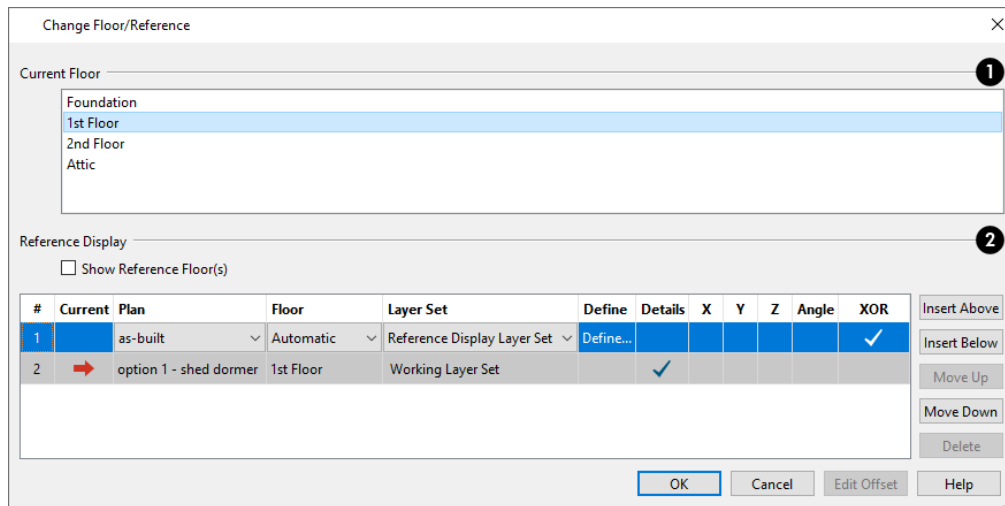 Change Floor/Reference
Current Floor 1
Foundation
1st Floor
2nd Floor
Attic
Reference Display 2
Show Reference Floor(s)
# Current Plan Floor Layer Set Define Details X Y Z Angle XOR Insert Above
1 as-built Automatic Reference Display Layer Set Define... Insert Below
2 option 1 - shed dormer 1st Floor Working Layer Set Move Up
Move Down
Delete
OK Cancel Edit Offset Help